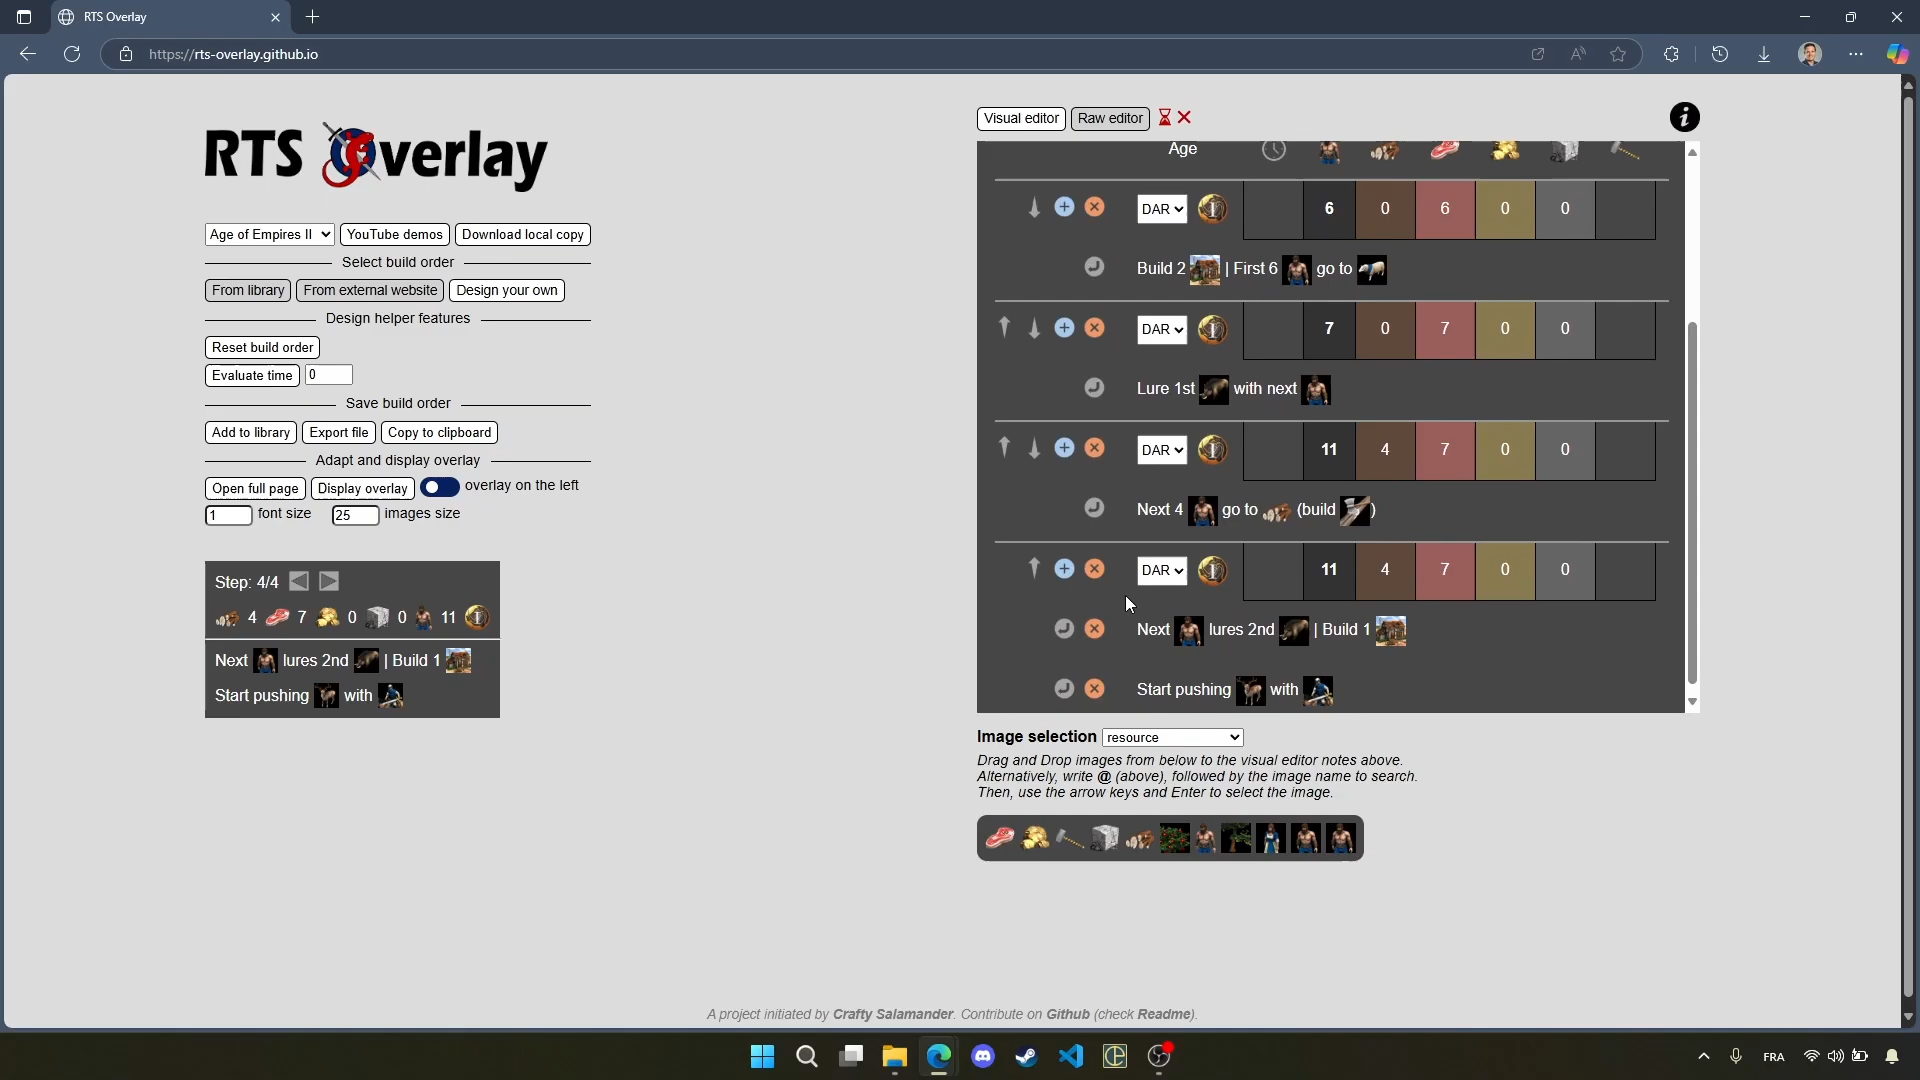 RTS Overlay
https://rts-overlay.github.io
RTS Overlay
Age of Empires II YouTube demos Download local copy
Select build order
From library From external website Design your own
Design helper features
Reset build order
Evaluate time 0
Save build order
Add to library Export file Copy to clipboard
Adapt and display overlay
Open full page Display overlay overlay on the left
1 font size 25 images size
Step: 4/4
4 7 0 0 11
Next lures 2nd | Build 1
Start pushing with
Visual editor Raw editor
Age
DAR 6 0 6 0 0
Build 2 | First 6 go to
DAR 7 0 7 0 0
Lure 1st with next
DAR 11 4 7 0 0
Next 4 go to (build )
DAR 11 4 7 0 0
Next lures 2nd | Build 1
Start pushing with
Image selection resource
Drag and Drop images from below to the visual editor notes above.
Alternatively, write @ (above), followed by the image name to search.
Then, use the arrow keys and Enter to select the image.
A project initiated by Crafty Salamander. Contribute on Github (check Readme).
FRA